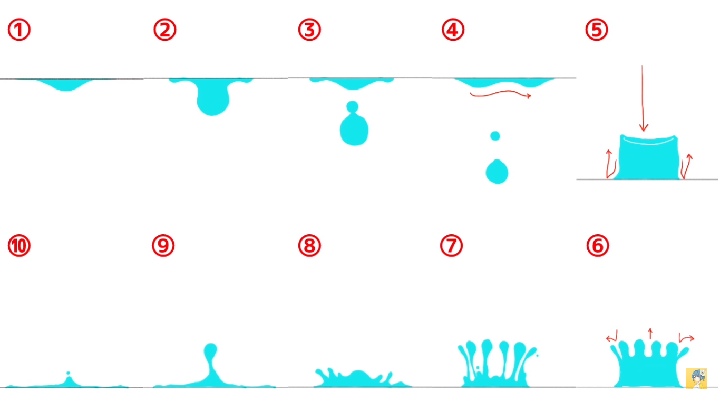 ① ② ③ ④ ⑤
⑩ ⑨ ⑧ ⑦ ⑥